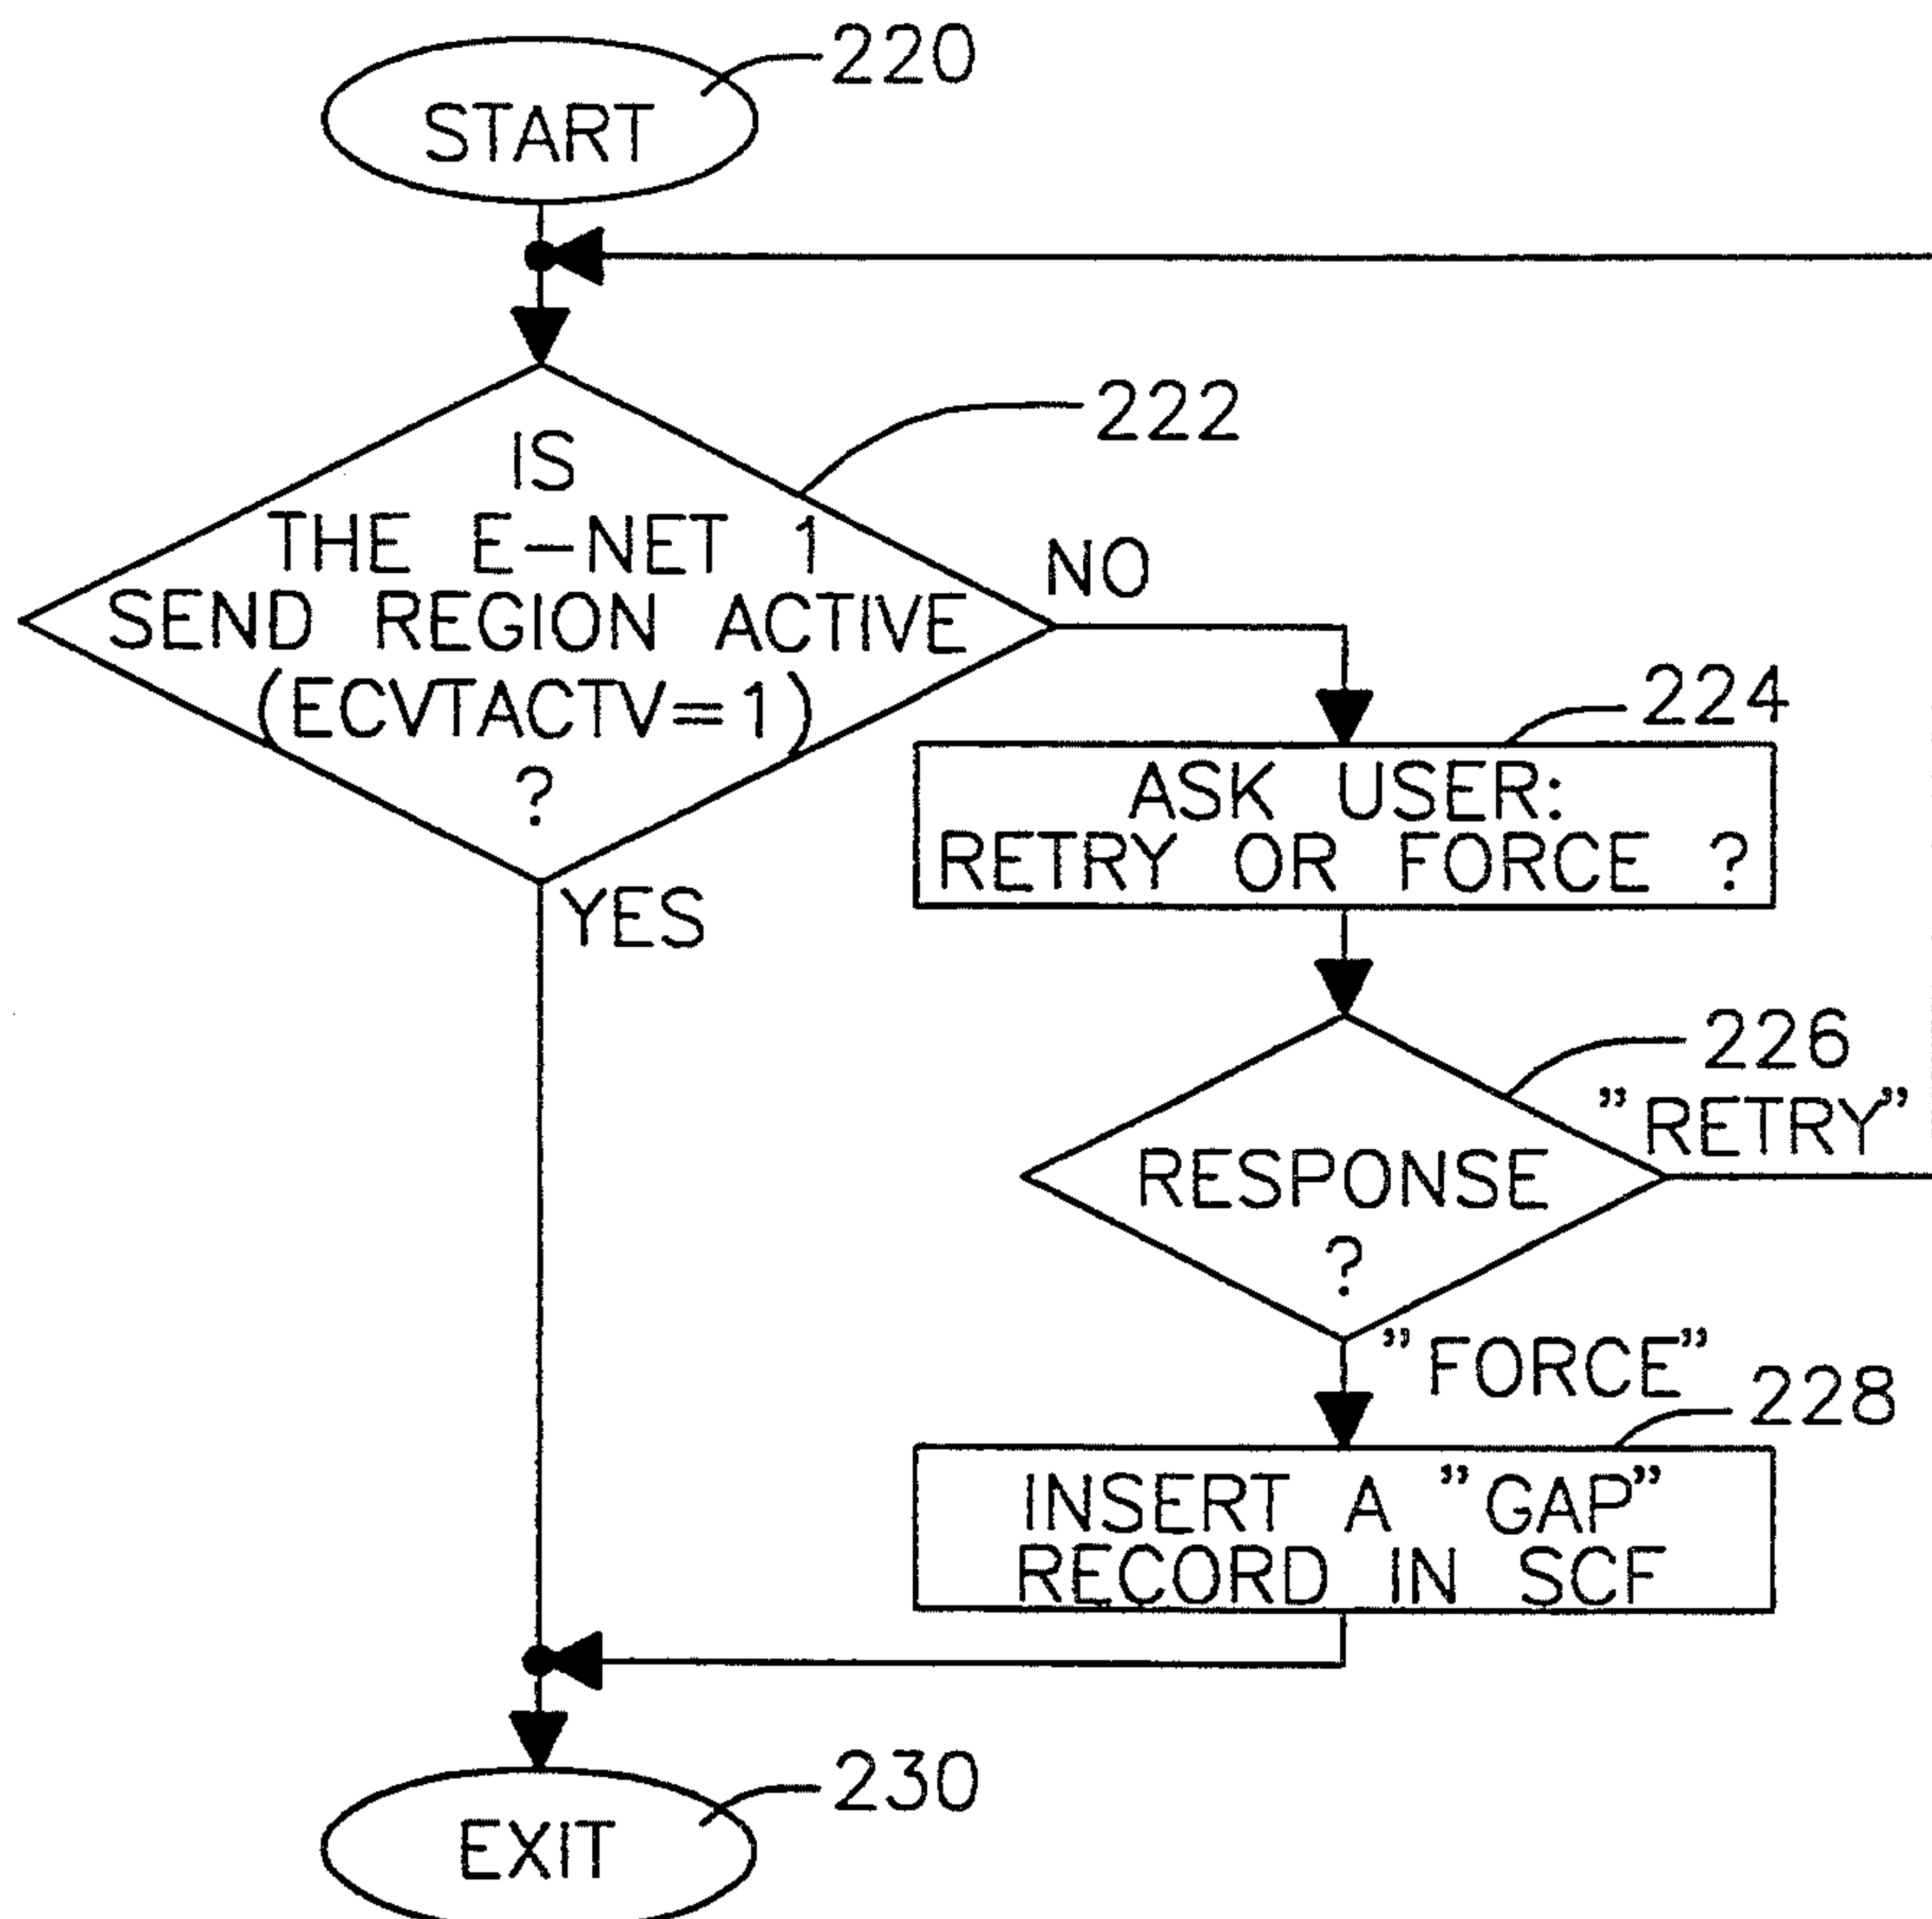 220
START
222
IS
THE E-NET 1
SEND REGION ACTIVE
(ECVTACTV=1)
?
NO
YES
224
ASK USER:
RETRY OR FORCE ?
226
"RETRY"
RESPONSE
?
"FORCE"
228
INSERT A "GAP"
RECORD IN SCF
230
EXIT